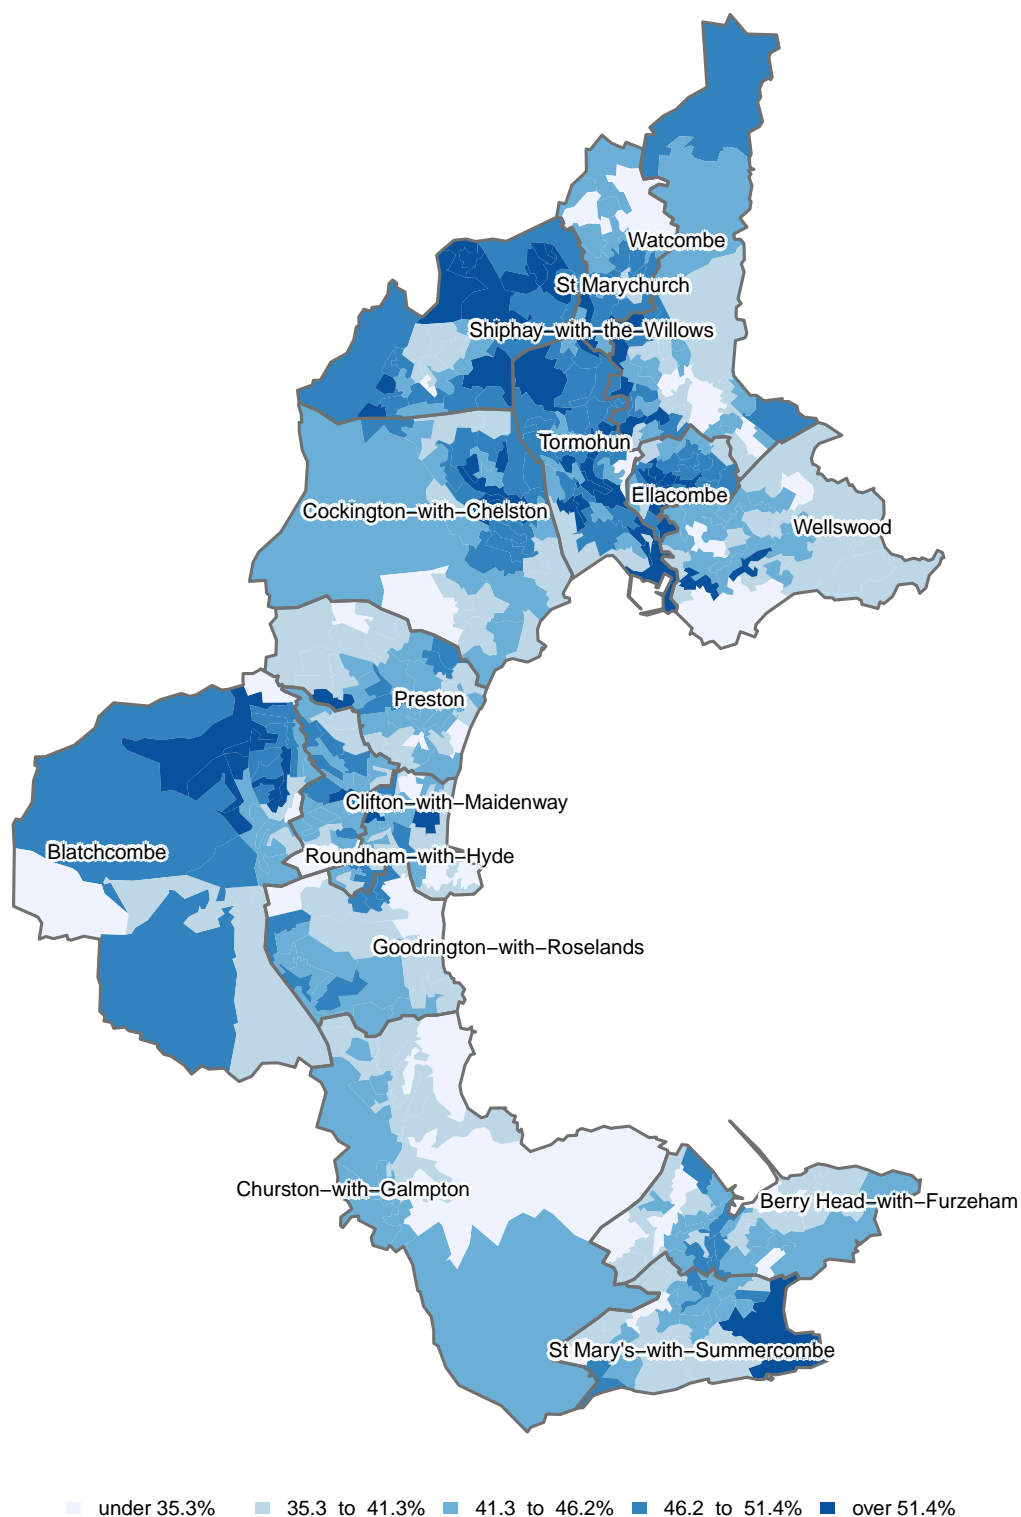 Watcombe
St Marychurch
Shiphay−with−the−Willows
Tormohun
Ellacombe
Cockington−with−Chelston
Wellswood
Preston
Clifton−with−Maidenway
Blatchcombe
Roundham−with−Hyde
Goodrington−with−Roselands
Churston−with−Galmpton
Berry Head−with−Furzeham
St Mary's−with−Summercombe
under 35.3% 35.3 to 41.3% 41.3 to 46.2% 46.2 to 51.4% over 51.4%